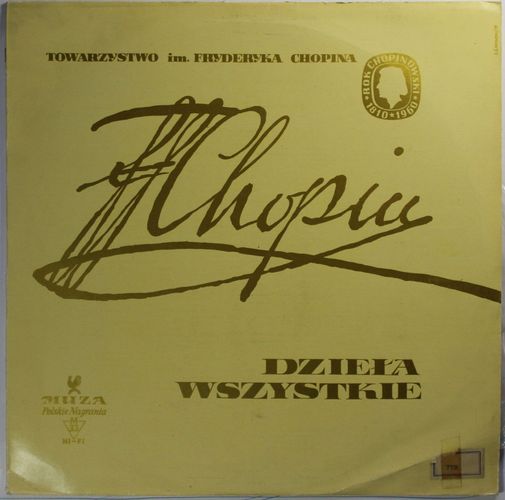 TOWARZYSTWO im. FRYDERYKA CHOPINA
ROK CHOPINOWSKI
1810 ★ 1960
FChopin
DZIEŁA
WSZYSTKIE
MUZA
Polskie Nagrania
HI-FI